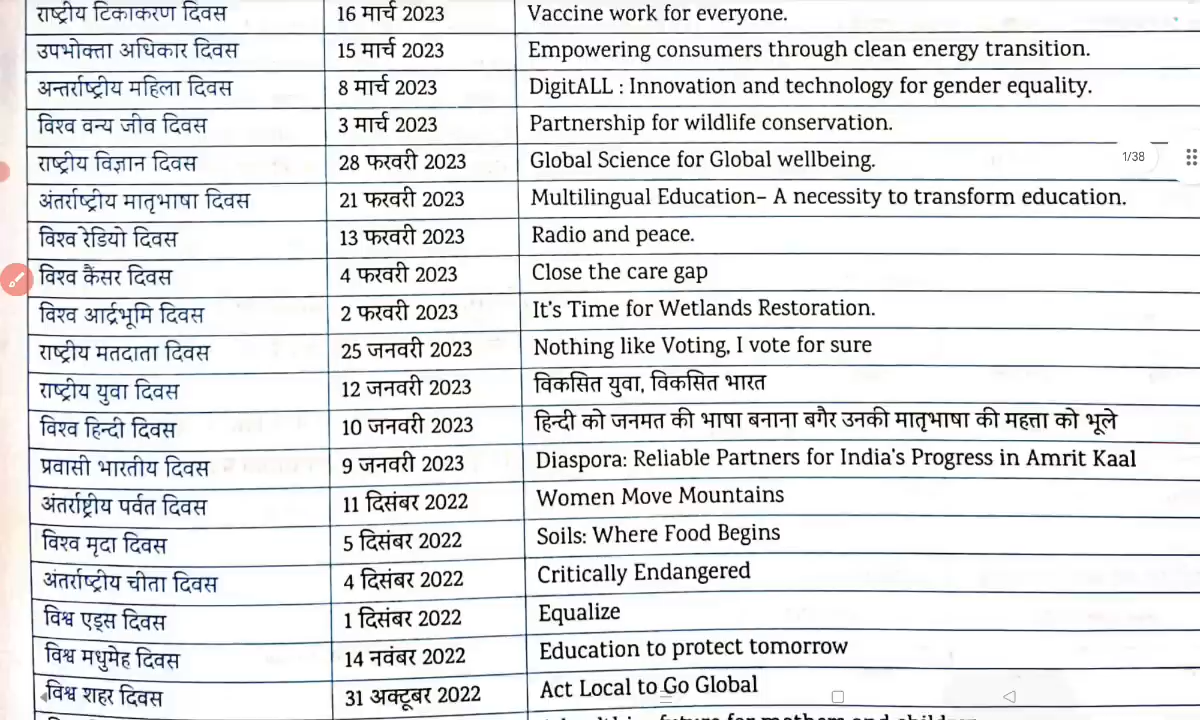 राष्ट्रीय टिकाकरण दिवस 16 मार्च 2023 Vaccine work for everyone.
उपभोक्ता अधिकार दिवस 15 मार्च 2023 Empowering consumers through clean energy transition.
अन्तर्राष्ट्रीय महिला दिवस 8 मार्च 2023 DigitALL : Innovation and technology for gender equality.
विश्व वन्य जीव दिवस 3 मार्च 2023 Partnership for wildlife conservation.
राष्ट्रीय विज्ञान दिवस 28 फरवरी 2023 Global Science for Global wellbeing.
1/38
अंतर्राष्ट्रीय मातृभाषा दिवस 21 फरवरी 2023 Multilingual Education– A necessity to transform education.
विश्व रेडियो दिवस 13 फरवरी 2023 Radio and peace.
विश्व कैंसर दिवस 4 फरवरी 2023 Close the care gap
विश्व आर्द्रभूमि दिवस 2 फरवरी 2023 It's Time for Wetlands Restoration.
राष्ट्रीय मतदाता दिवस 25 जनवरी 2023 Nothing like Voting, I vote for sure
राष्ट्रीय युवा दिवस 12 जनवरी 2023 विकसित युवा, विकसित भारत
विश्व हिन्दी दिवस 10 जनवरी 2023 हिन्दी को जनमत की भाषा बनाना बगैर उनकी मातृभाषा की महत्ता को भूले
प्रवासी भारतीय दिवस 9 जनवरी 2023 Diaspora: Reliable Partners for India's Progress in Amrit Kaal
अंतर्राष्ट्रीय पर्वत दिवस 11 दिसंबर 2022 Women Move Mountains
विश्व मृदा दिवस 5 दिसंबर 2022 Soils: Where Food Begins
अंतर्राष्ट्रीय चीता दिवस 4 दिसंबर 2022 Critically Endangered
विश्व एड्स दिवस 1 दिसंबर 2022 Equalize
विश्व मधुमेह दिवस 14 नवंबर 2022 Education to protect tomorrow
विश्व शहर दिवस 31 अक्टूबर 2022 Act Local to Go Global